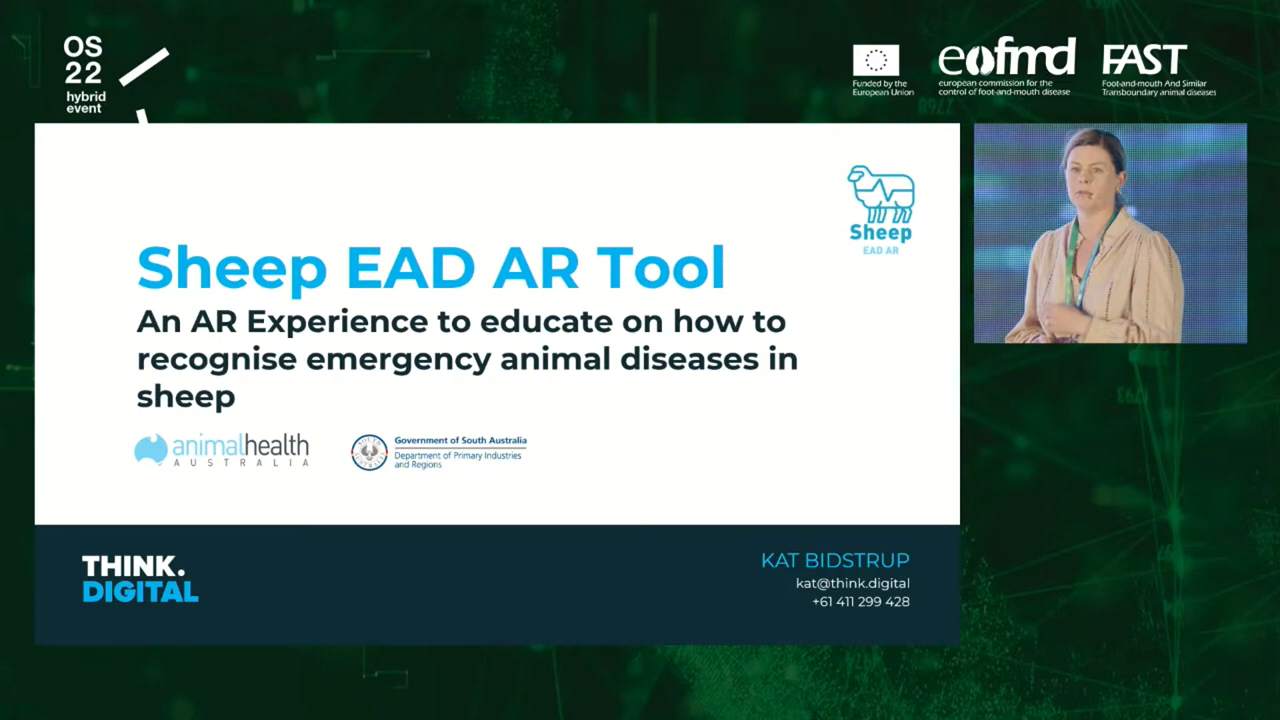 OS
22
hybrid
event
Funded by the
European Union
eofmd
european commission for the
control of foot-and-mouth disease
FAST
Foot-and-mouth And Similar
Transboundary animal diseases
Sheep
EAD AR
Sheep EAD AR Tool
An AR Experience to educate on how to
recognise emergency animal diseases in
sheep
animalhealth
AUSTRALIA
SOUTH AUSTRALIA
Government of South Australia
Department of Primary Industries
and Regions
THINK.
DIGITAL
KAT BIDSTRUP
kat@think.digital
+61 411 299 428